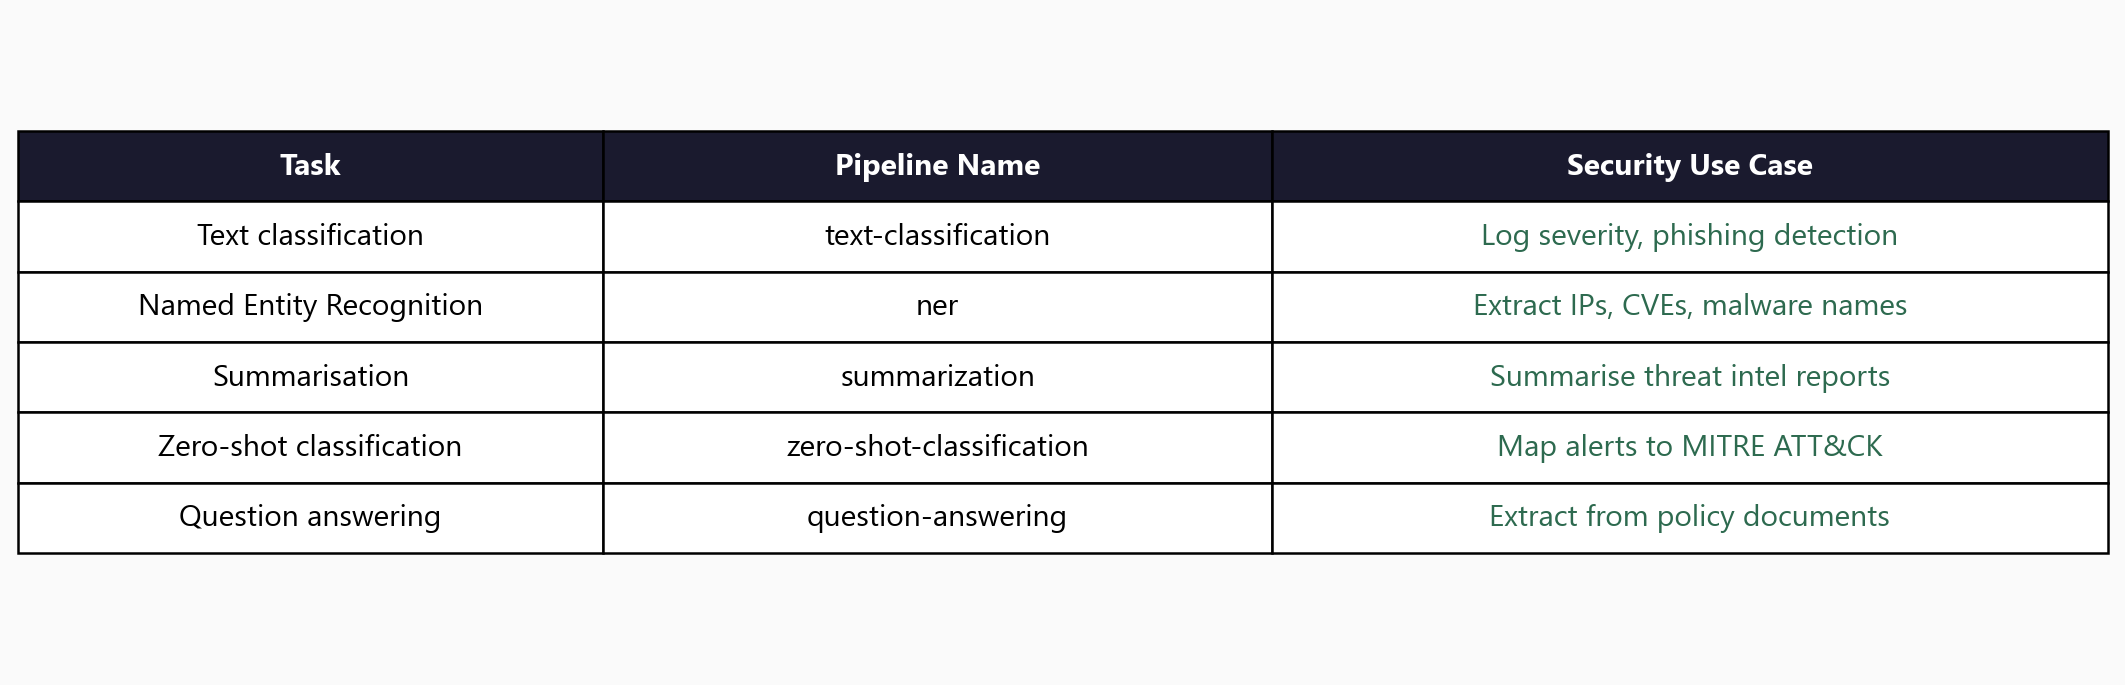 Task Pipeline Name Security Use Case
Text classification text-classification Log severity, phishing detection
Named Entity Recognition ner Extract IPs, CVEs, malware names
Summarisation summarization Summarise threat intel reports
Zero-shot classification zero-shot-classification Map alerts to MITRE ATT&CK
Question answering question-answering Extract from policy documents